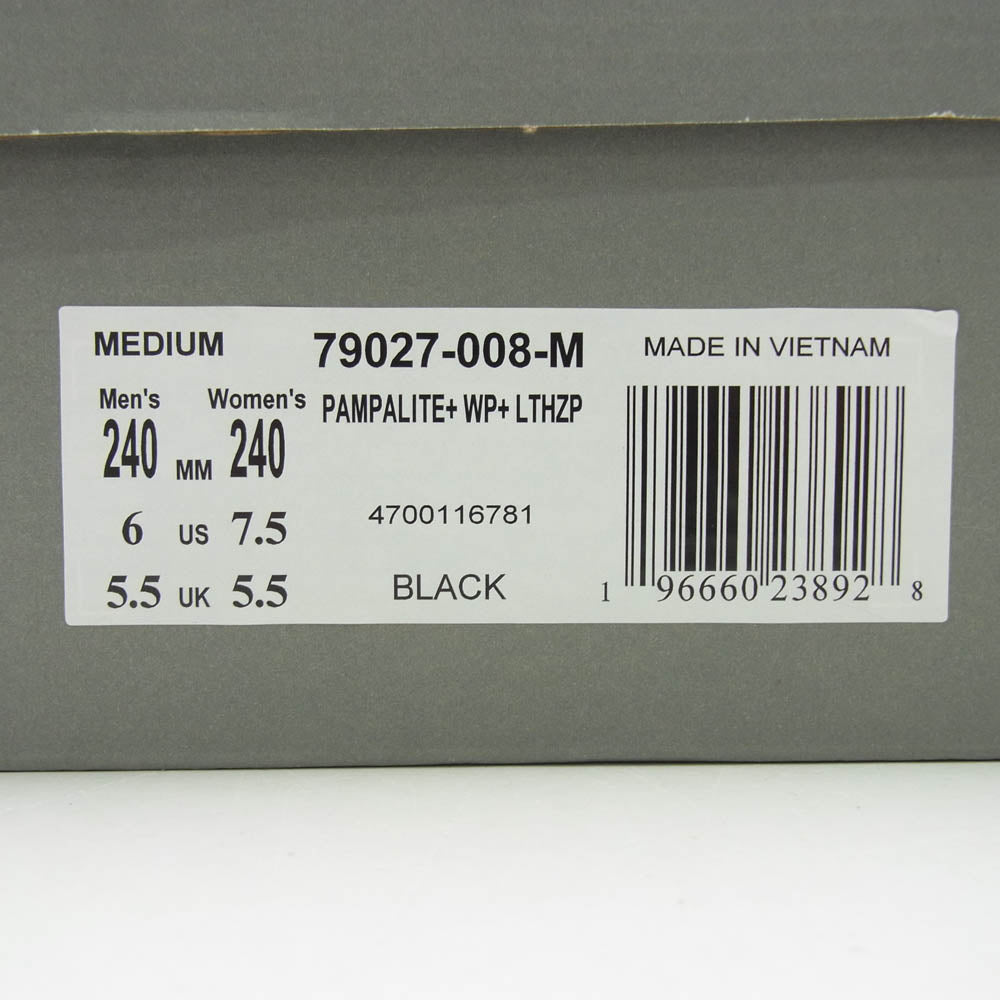 MEDIUM 79027-008-M MADE IN VIETNAM
Men's Women's PAMPALITE+ WP+ LTHZP
240 MM 240
6 US 7.5 4700116781
5.5 UK 5.5 BLACK 1 96660 23892 8